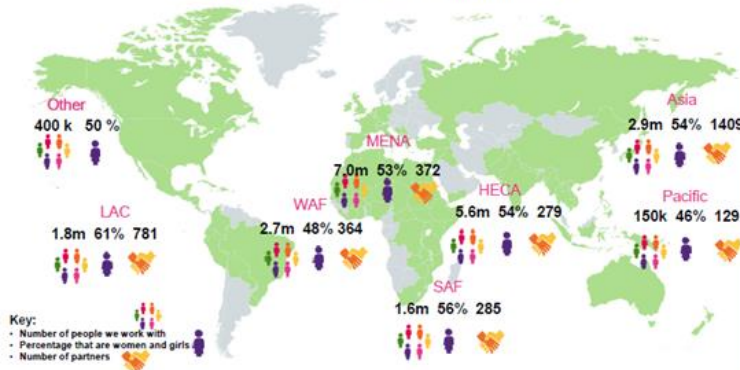 Other
400 k 50 %
Asia
2.9m 54% 1409
MENA
7.0m 53% 372
HECA
5.6m 54% 279
Pacific
150k 46% 129
WAF
2.7m 48% 364
LAC
1.8m 61% 781
SAF
1.6m 56% 285
Key:
• Number of people we work with
• Percentage that are women and girls
• Number of partners